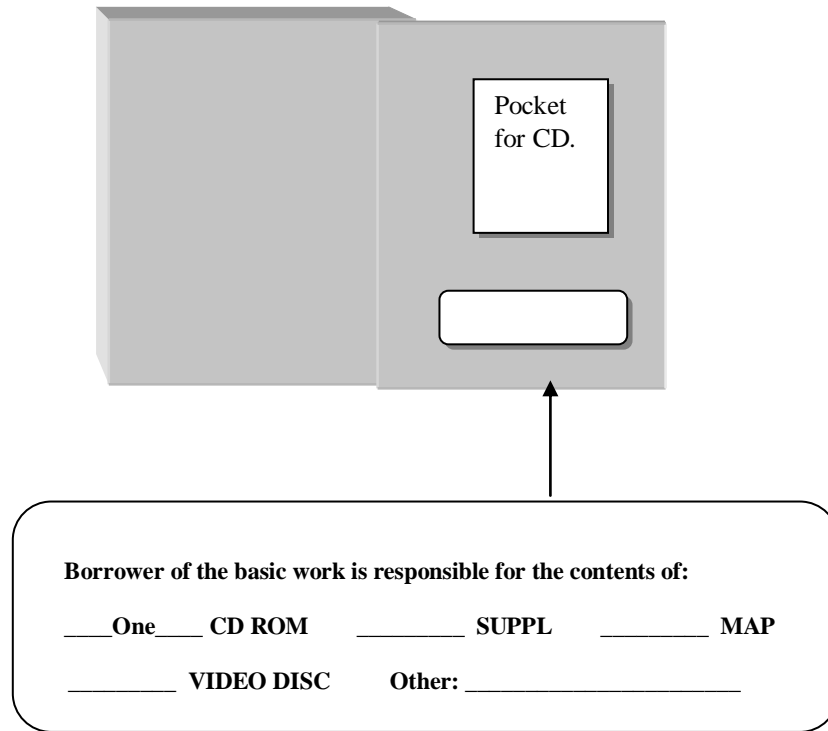 Pocket
for CD.
Borrower of the basic work is responsible for the contents of:
____One____ CD ROM _________ SUPPL _________ MAP
_________ VIDEO DISC Other: _______________________